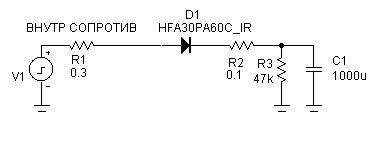 D1
ВНУТР СОПРОТИВ
HFA30PA60C_IR
R1
0.3
R2
0.1
R3
47k
C1
1000u
V1
+
-